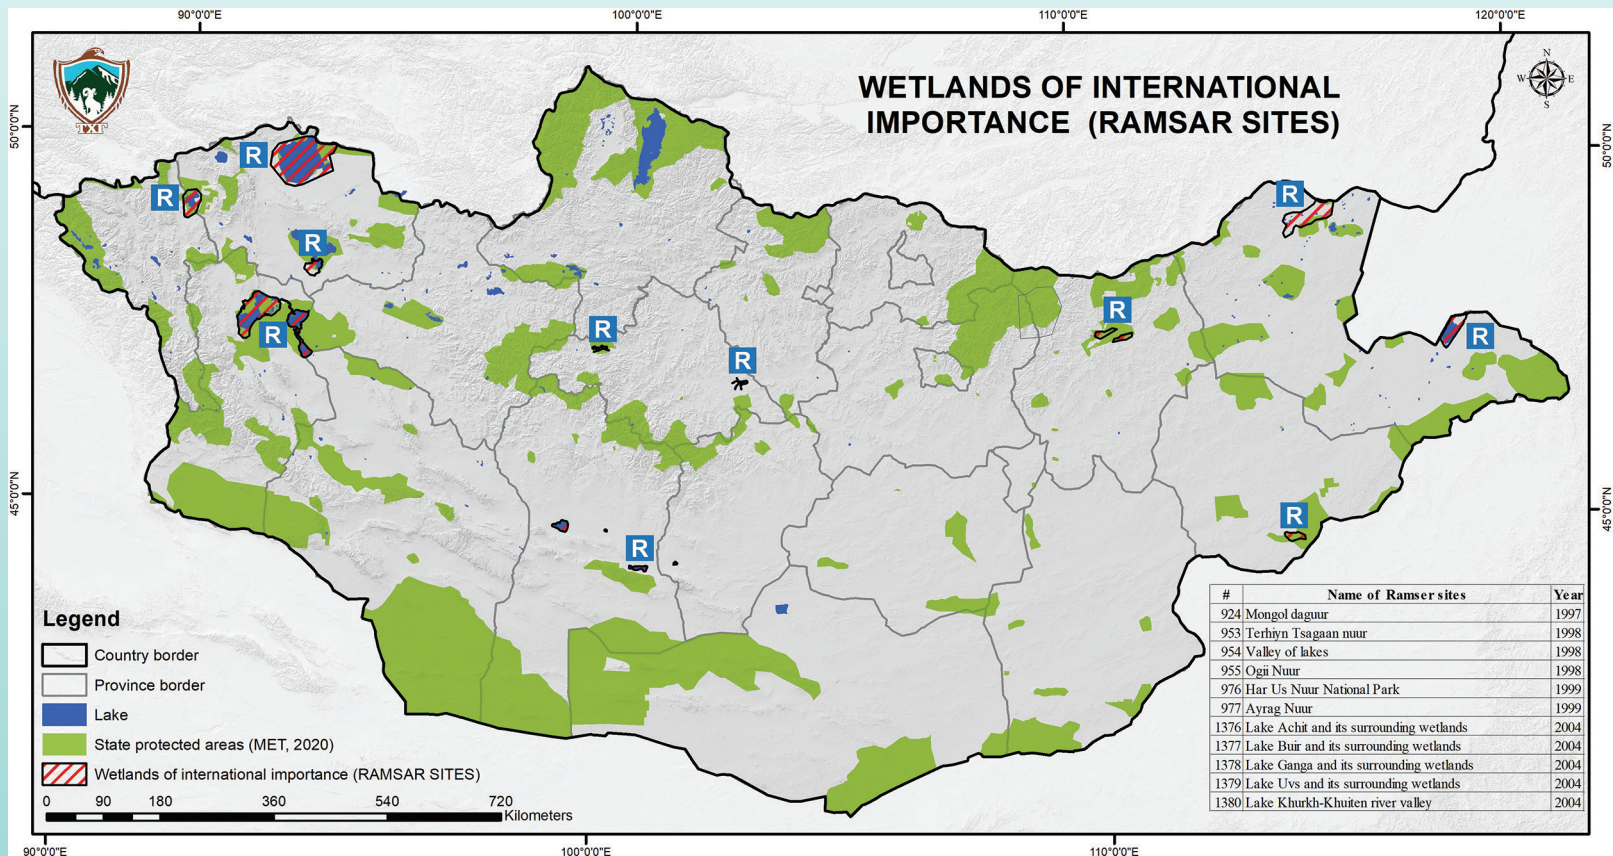 90°0'0"E 100°0'0"E 110°0'0"E 120°0'0"E
ТХГ
WETLANDS OF INTERNATIONAL
IMPORTANCE (RAMSAR SITES)
N
W E
S
50°0'0"N
50°0'0"N
R
R
R
R
R
R
R
R
R
R
R
45°0'0"N
45°0'0"N
# Name of Ramser sites Year
924 Mongol daguur 1997
953 Terhiyn Tsagaan nuur 1998
954 Valley of lakes 1998
955 Ogii Nuur 1998
976 Har Us Nuur National Park 1999
977 Ayrag Nuur 1999
1376 Lake Achit and its surrounding wetlands 2004
1377 Lake Buir and its surrounding wetlands 2004
1378 Lake Ganga and its surrounding wetlands 2004
1379 Lake Uvs and its surrounding wetlands 2004
1380 Lake Khurkh-Khuiten river valley 2004
Legend
Country border
Province border
Lake
State protected areas (MET, 2020)
Wetlands of international importance (RAMSAR SITES)
0 90 180 360 540 720
Kilometers
90°0'0"E 100°0'0"E 110°0'0"E